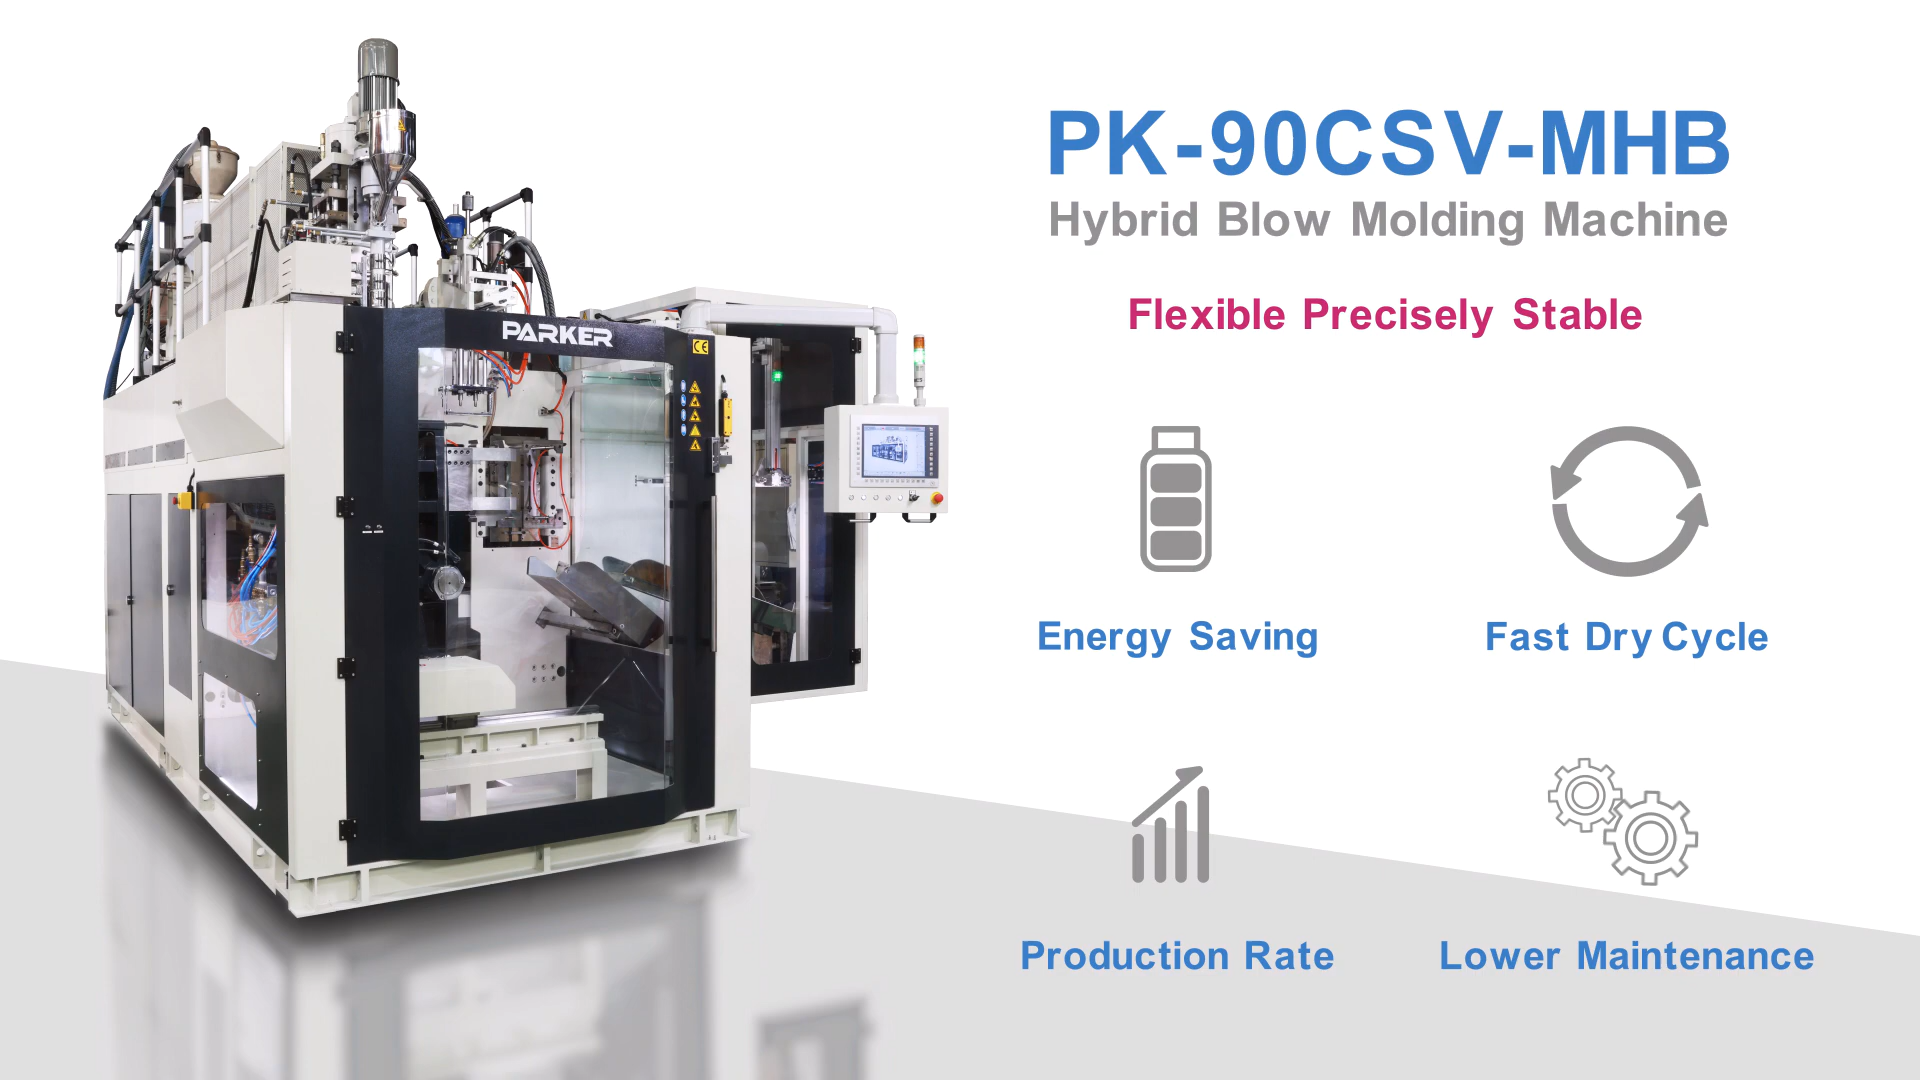 PK-90CSV-MHB
Hybrid Blow Molding Machine
Flexible Precisely Stable
PARKER
CE
Energy Saving
Fast Dry Cycle
Production Rate
Lower Maintenance